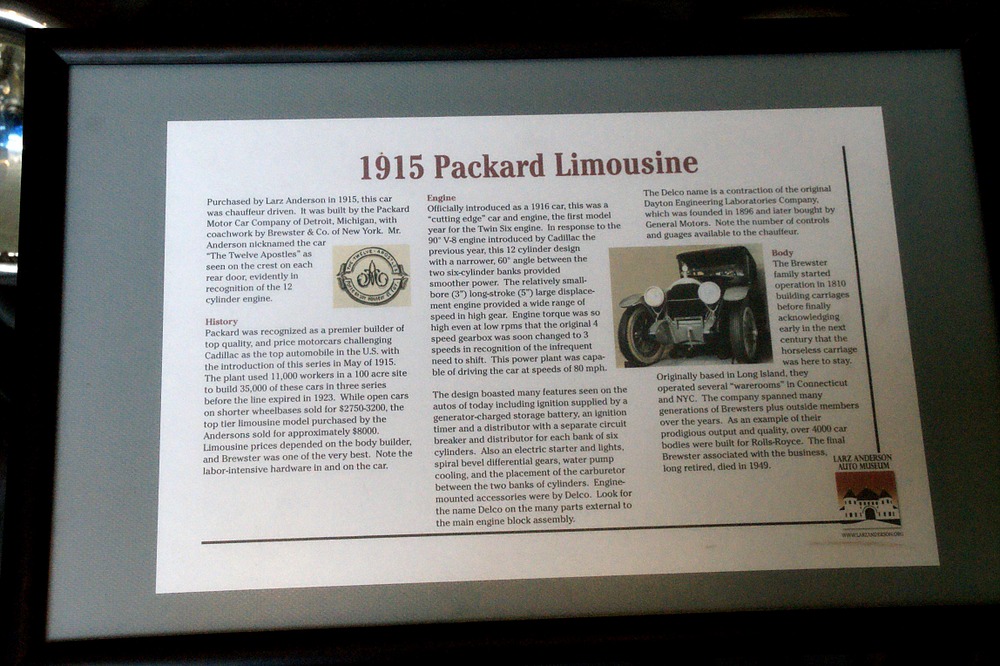 1915 Packard Limousine
Purchased by Larz Anderson in 1915, this car
was chauffeur driven. It was built by the Packard
Motor Car Company of Detroit, Michigan, with
coachwork by Brewster & Co. of New York. Mr.
Anderson nicknamed the car
"The Twelve Apostles" as
seen on the crest on each
rear door, evidently in
recognition of the 12
cylinder engine.
History
Packard was recognized as a premier builder of
top quality, and price motorcars challenging
Cadillac as the top automobile in the U.S. with
the introduction of this series in May of 1915.
The plant used 11,000 workers in a 100 acre site
to build 35,000 of these cars in three series
before the line expired in 1923. While open cars
on shorter wheelbases sold for $2750-3200, the
top tier limousine model purchased by the
Andersons sold for approximately $8000.
Limousine prices depended on the body builder,
and Brewster was one of the very best. Note the
labor-intensive hardware in and on the car.
Engine
Officially introduced as a 1916 car, this was a
"cutting edge" car and engine, the first model
year for the Twin Six engine. In response to the
90° V-8 engine introduced by Cadillac the
previous year, this 12 cylinder design
with a narrower, 60° angle between the
two six-cylinder banks provided
smoother power. The relatively small-
bore (3") long-stroke (5") large displace-
ment engine provided a wide range of
speed in high gear. Engine torque was so
high even at low rpms that the original 4
speed gearbox was soon changed to 3
speeds in recognition of the infrequent
need to shift. This power plant was capa-
ble of driving the car at speeds of 80 mph.
The design boasted many features seen on the
autos of today including ignition supplied by a
generator-charged storage battery, an ignition
timer and a distributor with a separate circuit
breaker and distributor for each bank of six
cylinders. Also an electric starter and lights,
spiral bevel differential gears, water pump
cooling, and the placement of the carburetor
between the two banks of cylinders. Engine-
mounted accessories were by Delco. Look for
the name Delco on the many parts external to
the main engine block assembly.
The Delco name is a contraction of the original
Dayton Engineering Laboratories Company,
which was founded in 1896 and later bought by
General Motors. Note the number of controls
and guages available to the chauffeur.
Body
The Brewster
family started
operation in 1810
building carriages
before finally
acknowledging
early in the next
century that the
horseless carriage
was here to stay.
Originally based in Long Island, they
operated several "warerooms" in Connecticut
and NYC. The company spanned many
generations of Brewsters plus outside members
over the years. As an example of their
prodigious output and quality, over 4000 car
bodies were built for Rolls-Royce. The final
Brewster associated with the business,
long retired, died in 1949.
LARZ ANDERSON
AUTO MUSEUM
WWW.LARZANDERSON.ORG